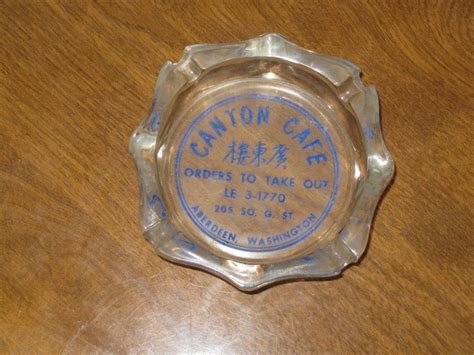 CANTON CAFE
樓東廣
ORDERS TO TAKE OUT
LE 3-1770
205 SO. G. ST
ABERDEEN, WASHINGTON